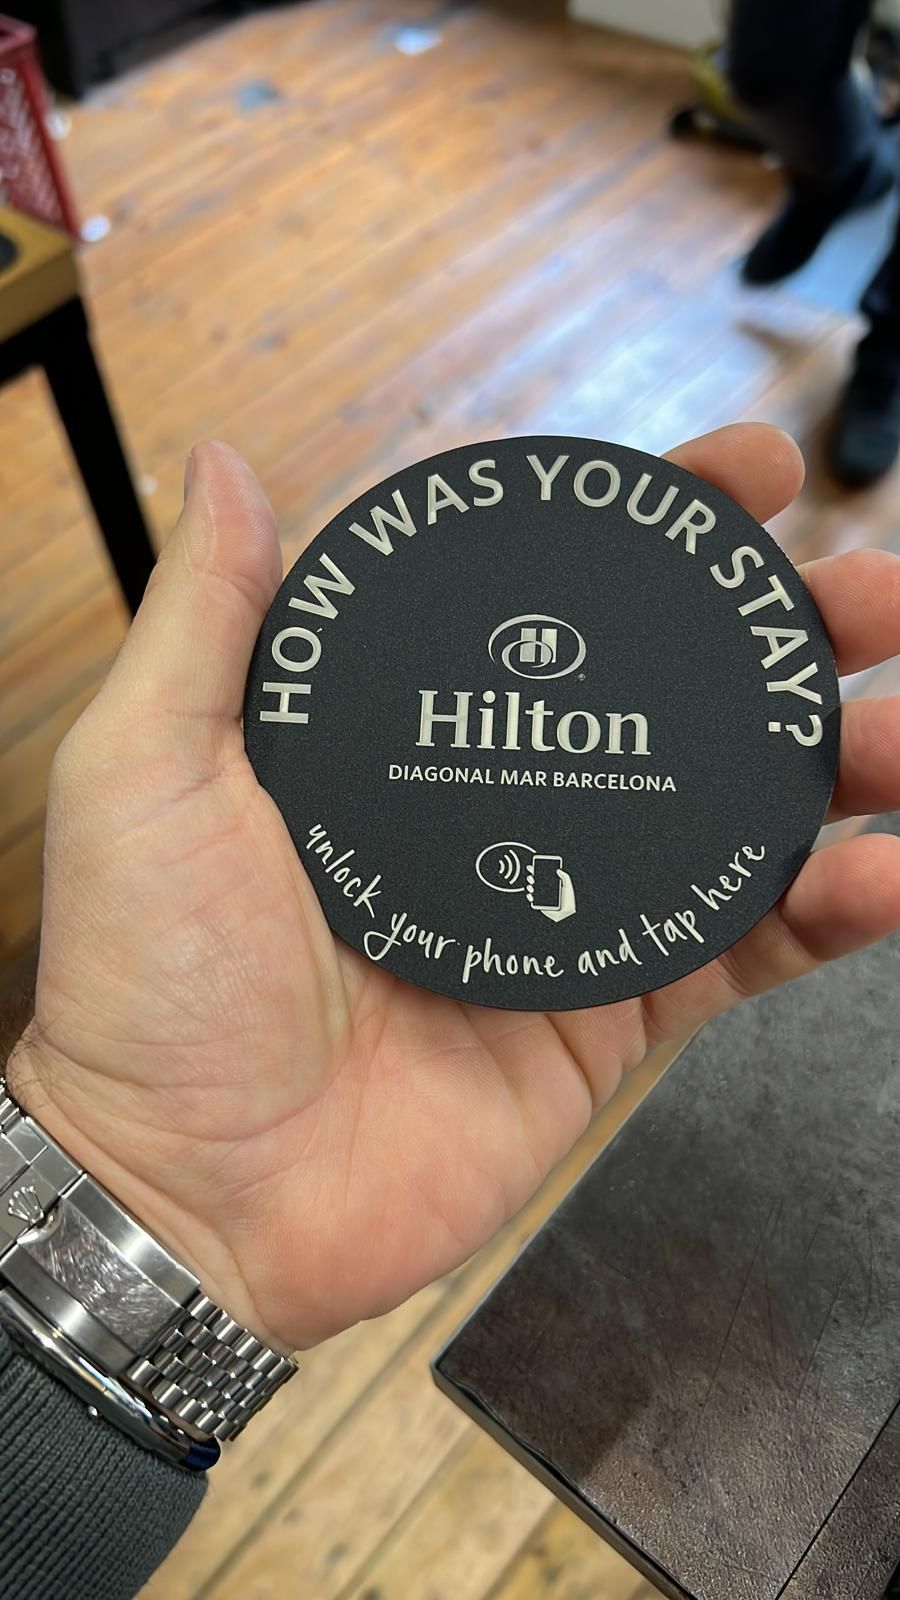 HOW WAS YOUR STAY?
H
Hilton
DIAGONAL MAR BARCELONA
unlock your phone and tap here